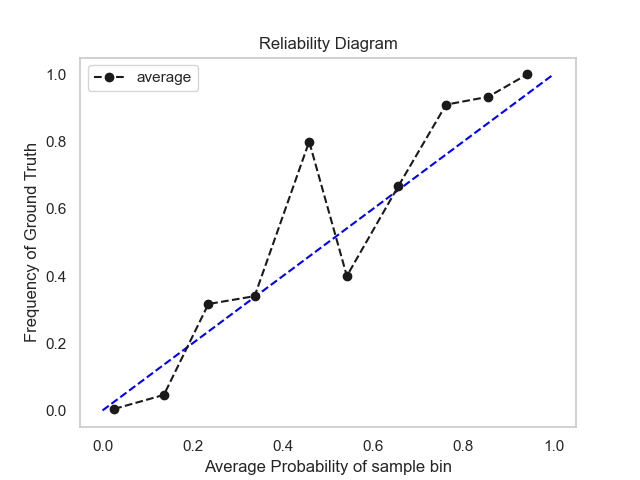 Reliability Diagram
average
Frequency of Ground Truth
1.0
0.8
0.6
0.4
0.2
0.0
0.0 0.2 0.4 0.6 0.8 1.0
Average Probability of sample bin